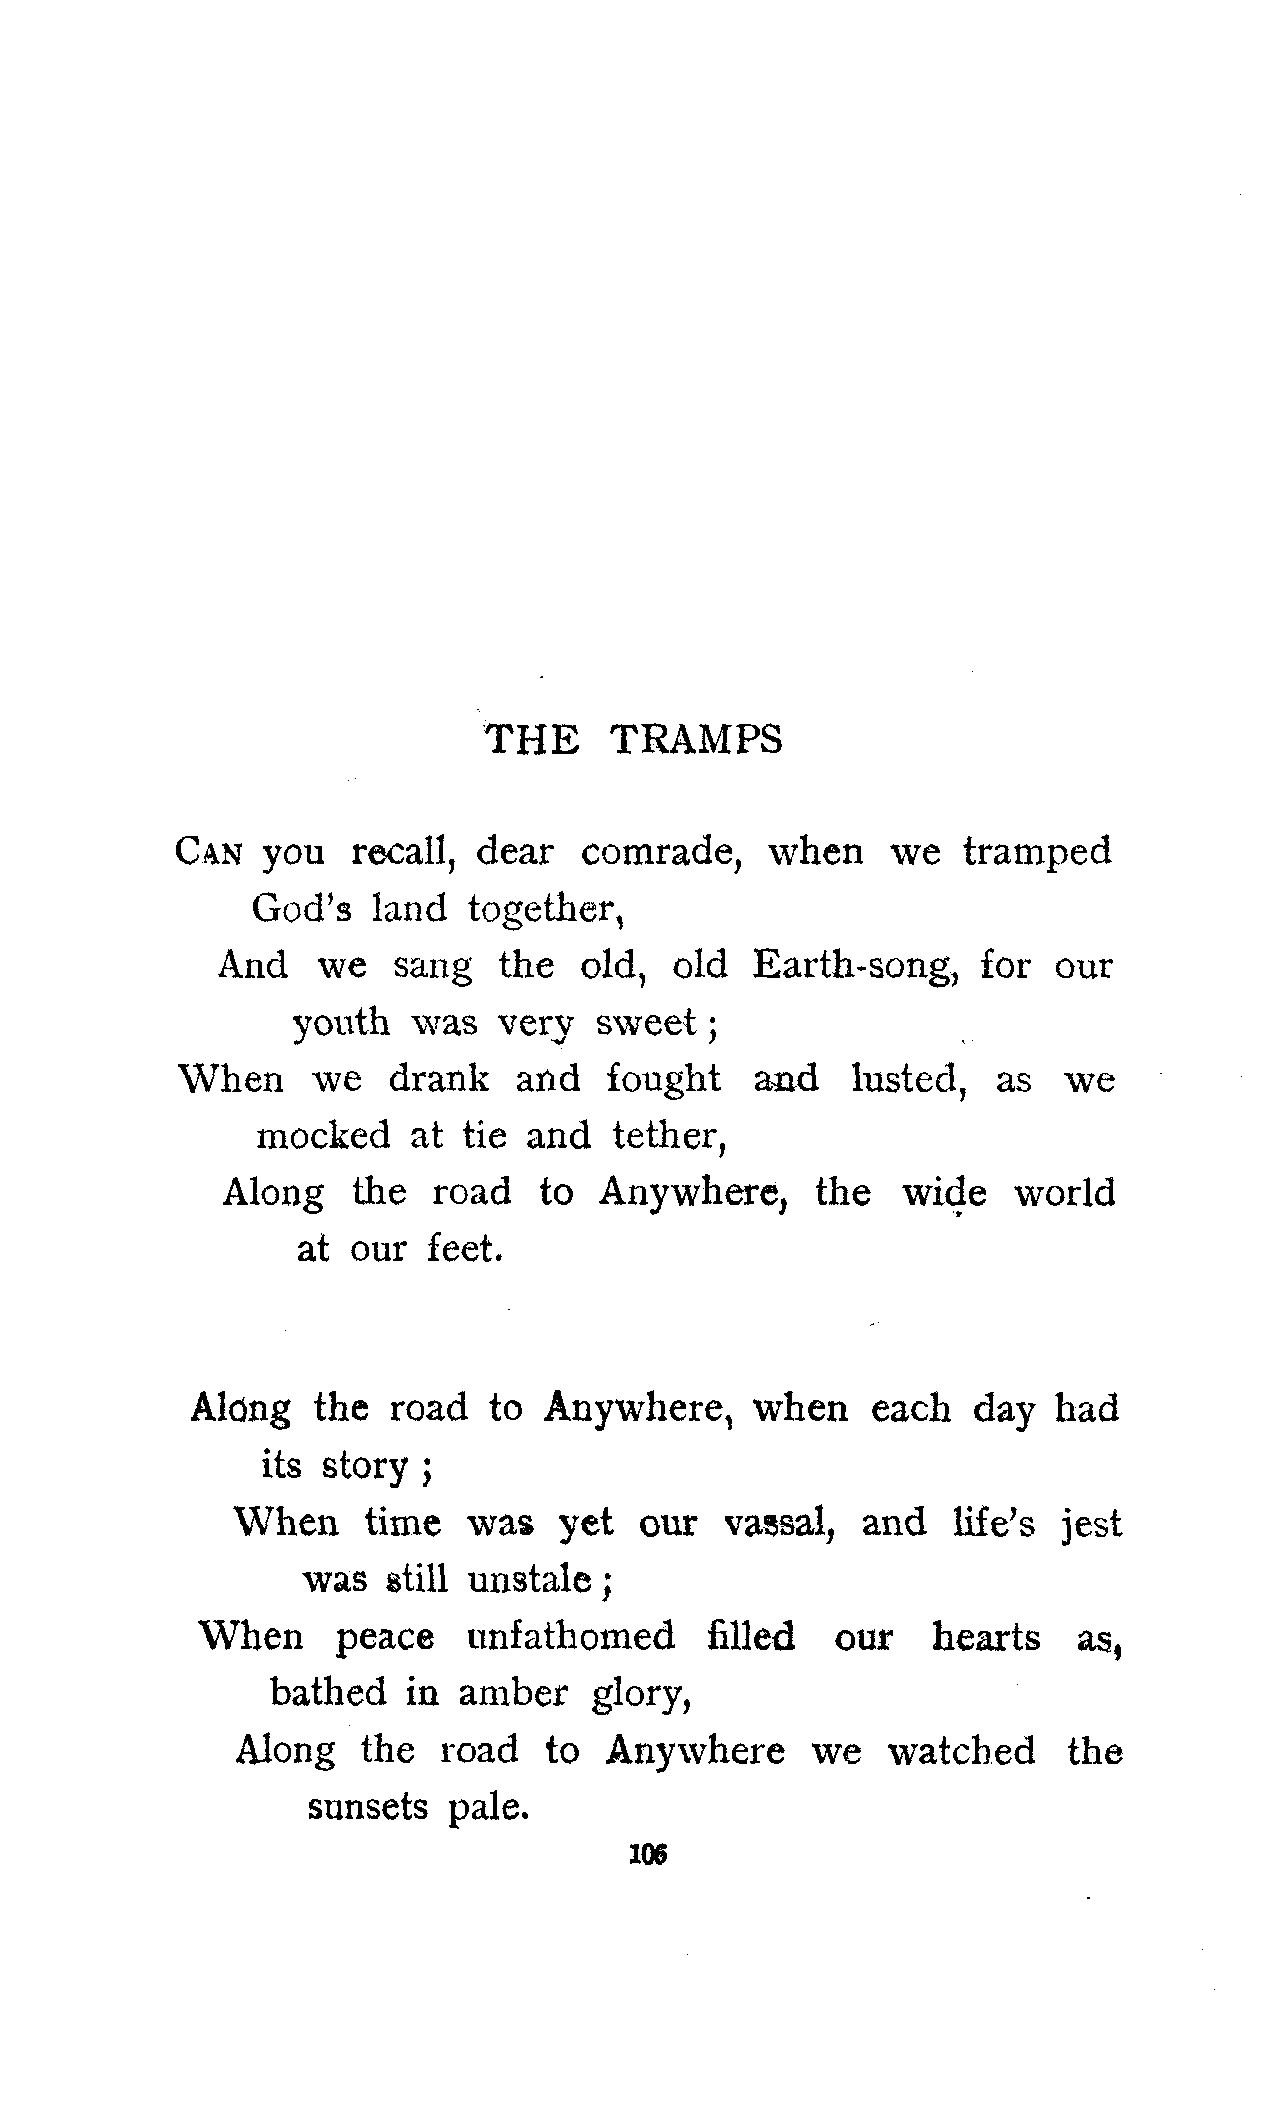 THE TRAMPS
CAN you recall, dear comrade, when we tramped
God's land together,
And we sang the old, old Earth-song, for our
youth was very sweet ;
When we drank and fought and lusted, as we
mocked at tie and tether,
Along the road to Anywhere, the wide world
at our feet.
Along the road to Anywhere, when each day had
its story ;
When time was yet our vassal, and life's jest
was still unstale ;
When peace unfathomed filled our hearts as,
bathed in amber glory,
Along the road to Anywhere we watched the
sunsets pale.
106